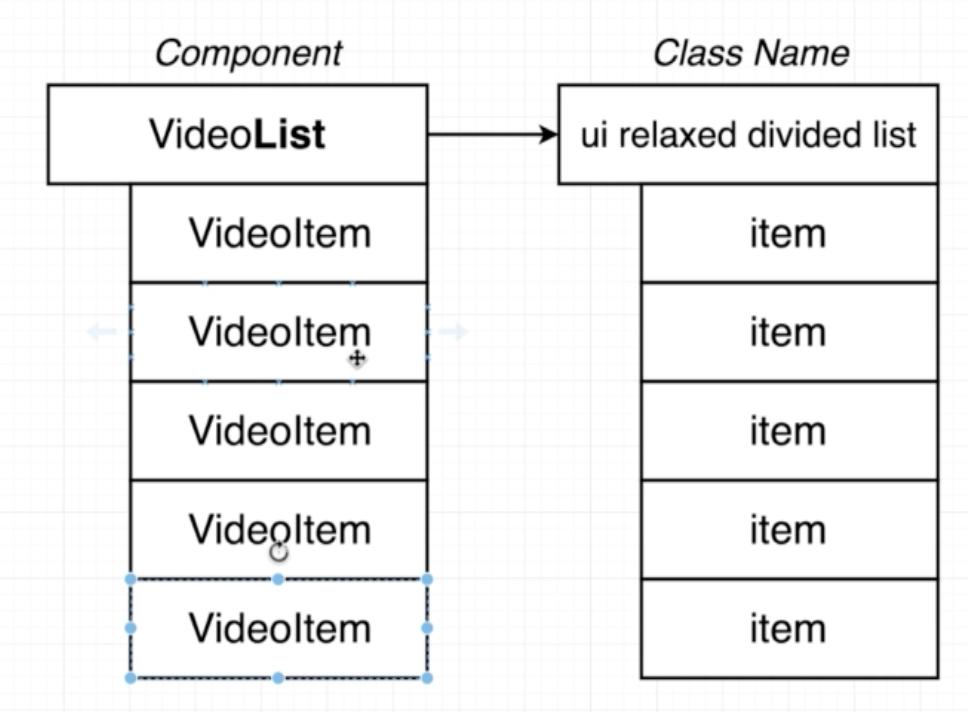 Component
VideoList
VideoItem
VideoItem
VideoItem
VideoItem
VideoItem
Class Name
ui relaxed divided list
item
item
item
item
item